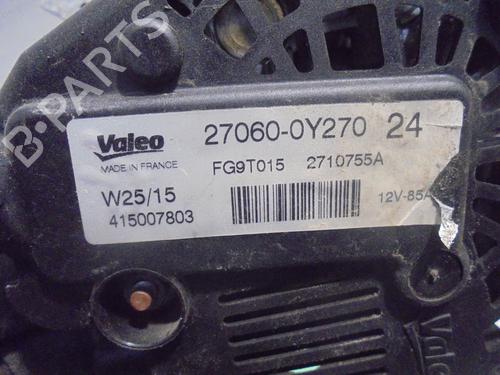 B-PARTS
Valeo
MADE IN FRANCE
27060-0Y270 24
FG9T015 2710755A
W25/15
415007803
12V-85A
Valeo